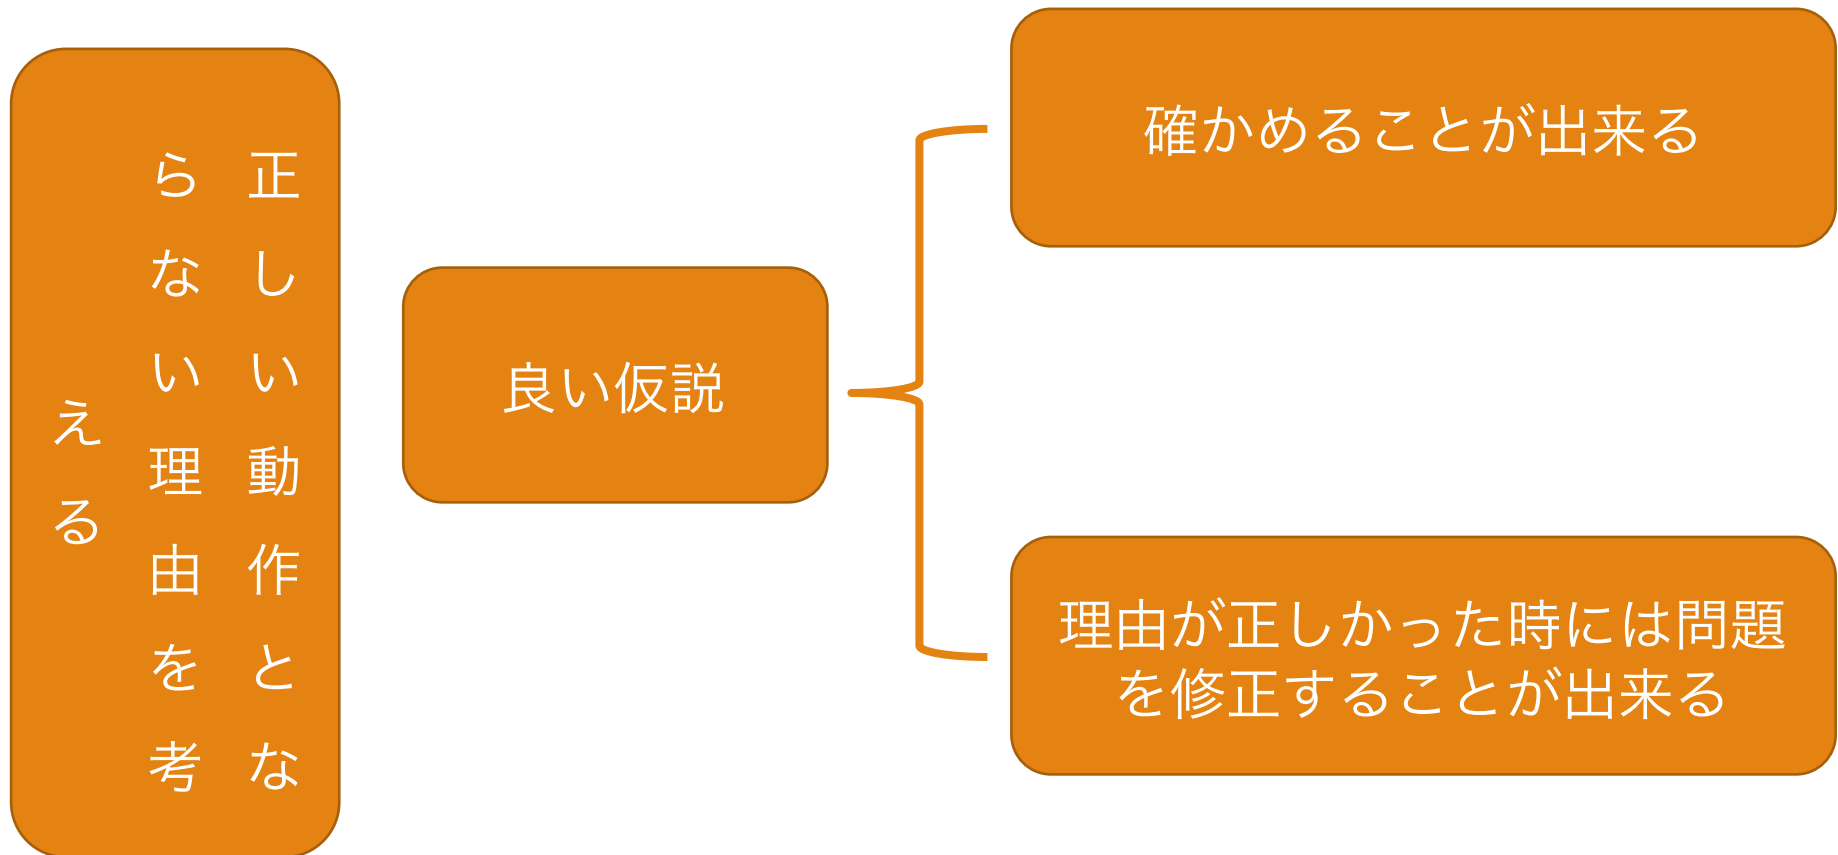 正しい動作とな
らない理由を考
える
良い仮説
確かめることが出来る
理由が正しかった時には問題
を修正することが出来る